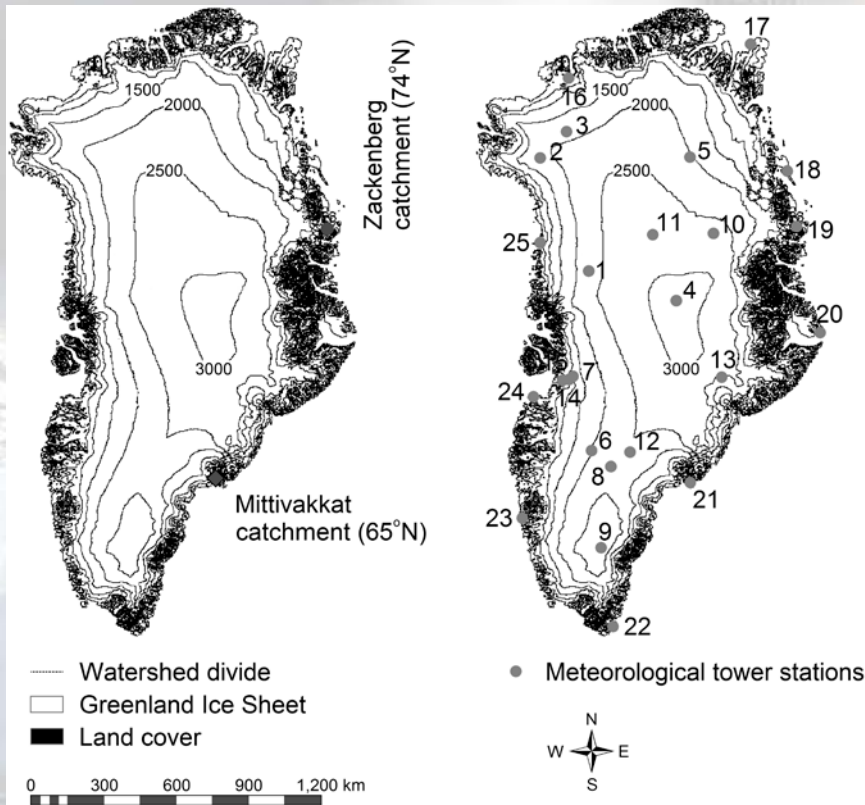 1500
2000
2500
3000
Zackenberg
catchment (74°N)
Mittivakkat
catchment (65°N)
17
16
1500
3
2000
2
5
18
2500
11
10
19
25
1
4
20
3000
13
7
14
24
6
12
8
21
23
9
22
Watershed divide
Greenland Ice Sheet
Land cover
0 300 600 900 1,200 km
Meteorological tower stations
N
W E
S